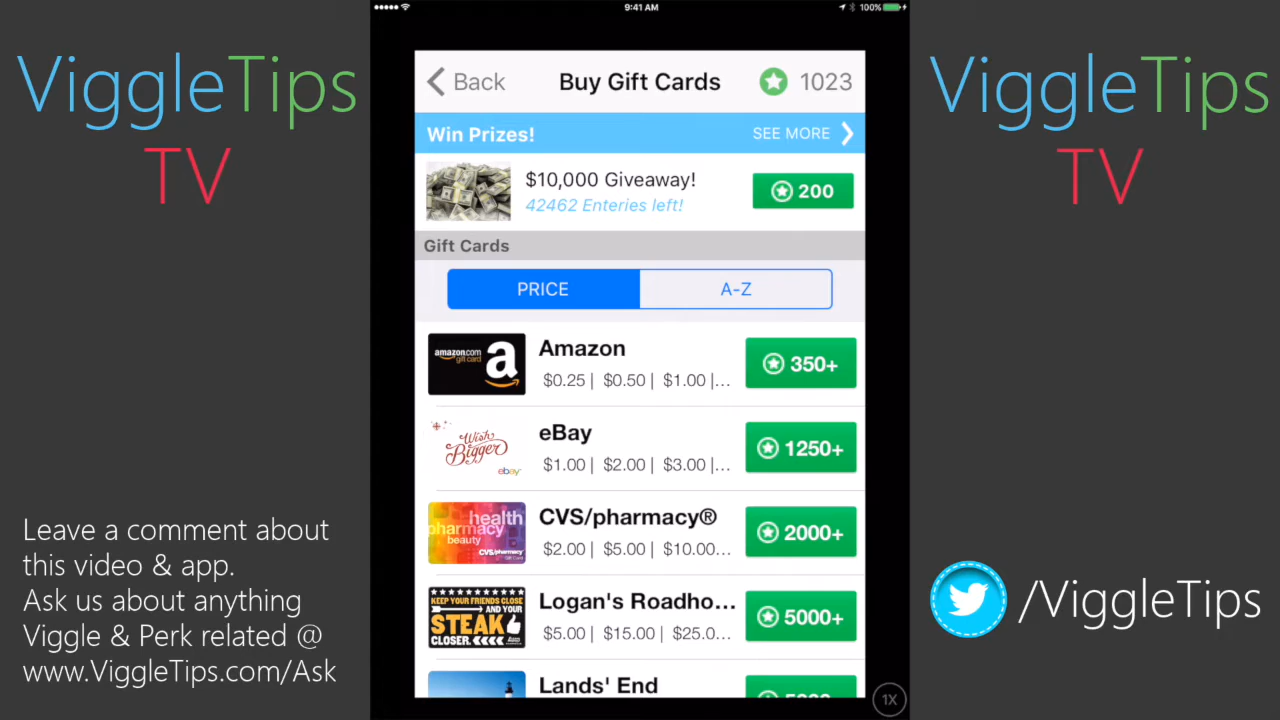 9:41 AM
100%
ViggleTips
TV
Back
Buy Gift Cards
1023
Win Prizes!
SEE MORE
$10,000 Giveaway!
42462 Enteries left!
200
Gift Cards
PRICE
A-Z
amazon.com
gift card
a
Amazon
$0.25 | $0.50 | $1.00 |...
350+
Wish
Bigger
ebay
eBay
$1.00 | $2.00 | $3.00 |...
1250+
health
pharmacy
beauty
CVS/pharmacy
Gift Card
CVS/pharmacy®
$2.00 | $5.00 | $10.00...
2000+
KEEP YOUR FRIENDS CLOSE
AND YOUR
STEAK
CLOSER.
Logan's Roadho...
$5.00 | $15.00 | $25.0...
5000+
Lands' End
1X
ViggleTips
TV
Leave a comment about
this video & app.
Ask us about anything
Viggle & Perk related @
www.ViggleTips.com/Ask
/ViggleTips